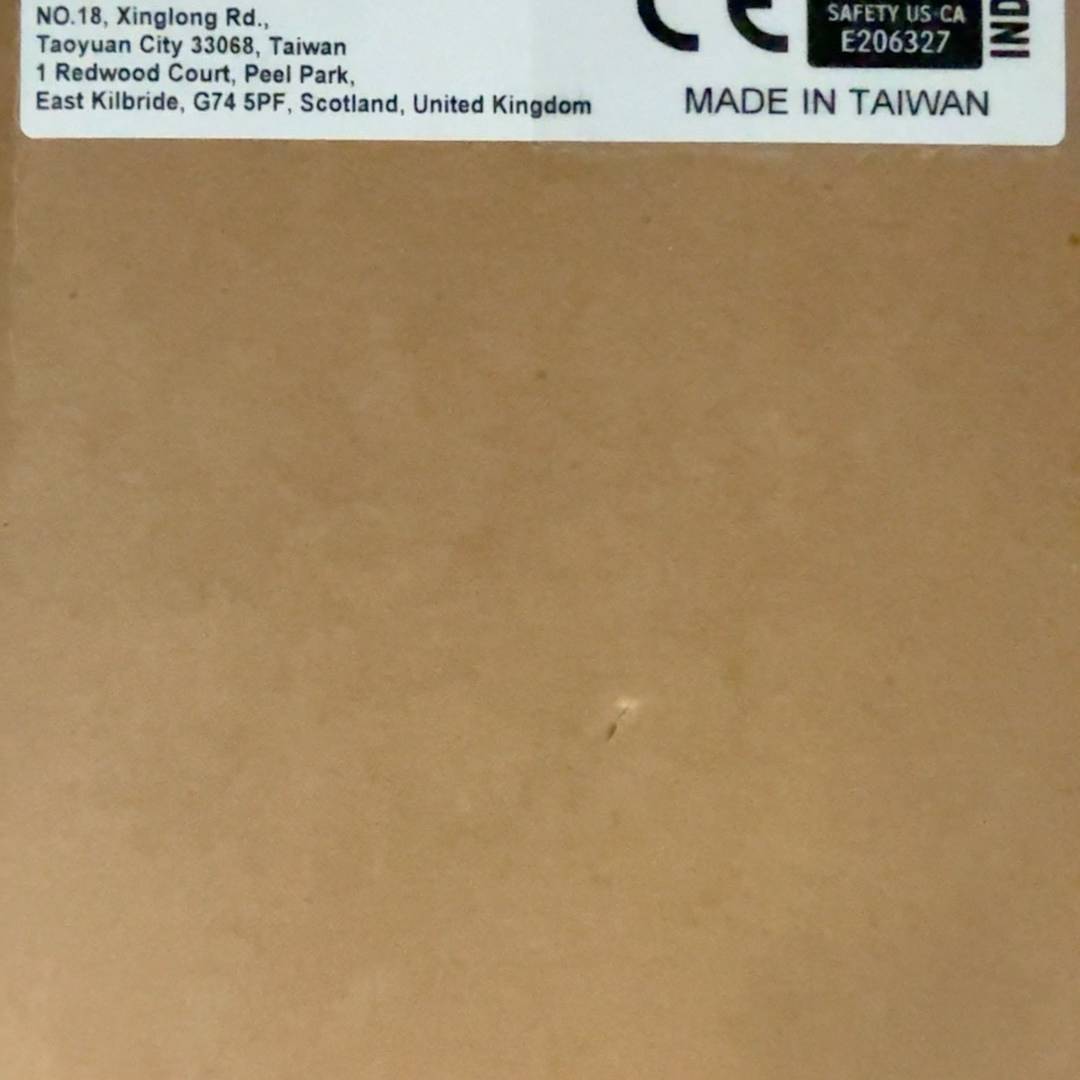 NO.18, Xinglong Rd.,
Taoyuan City 33068, Taiwan
1 Redwood Court, Peel Park,
East Kilbride, G74 5PF, Scotland, United Kingdom
CE
SAFETY US-CA
E206327
MADE IN TAIWAN